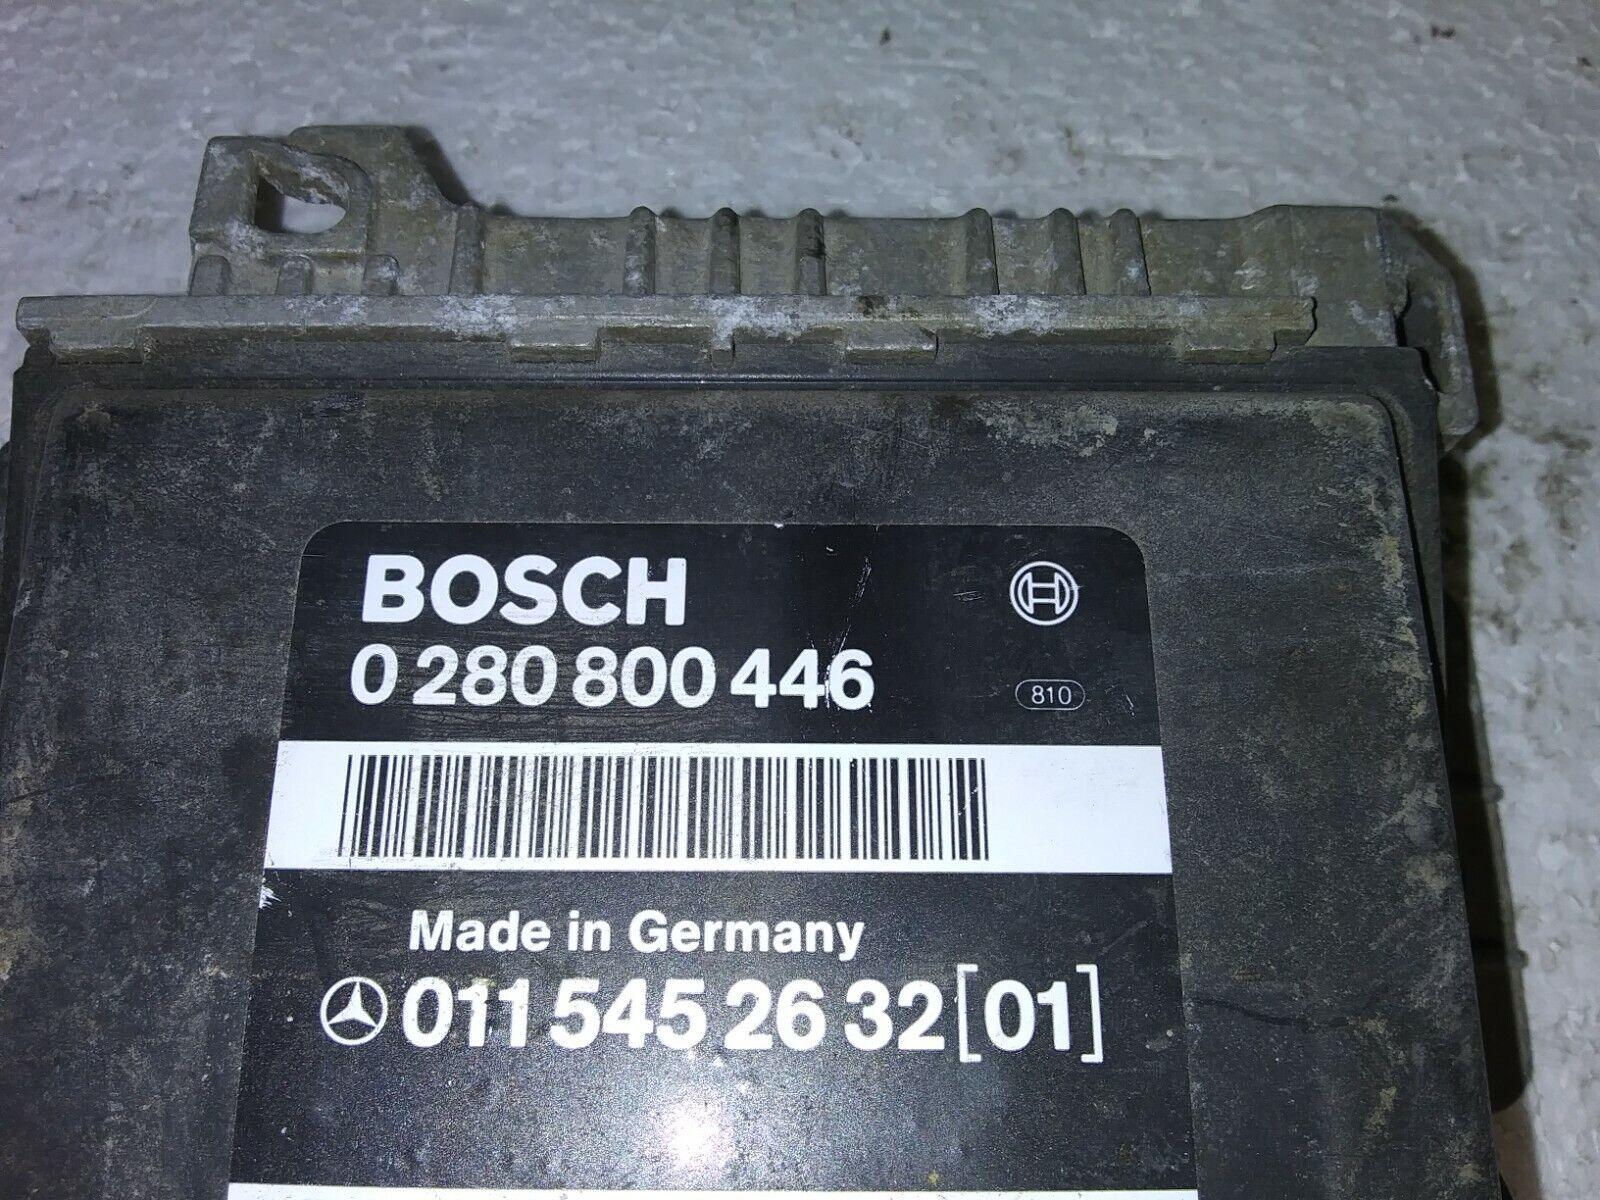 BOSCH
0 280 800 446
810
Made in Germany
011 545 26 32 [01]